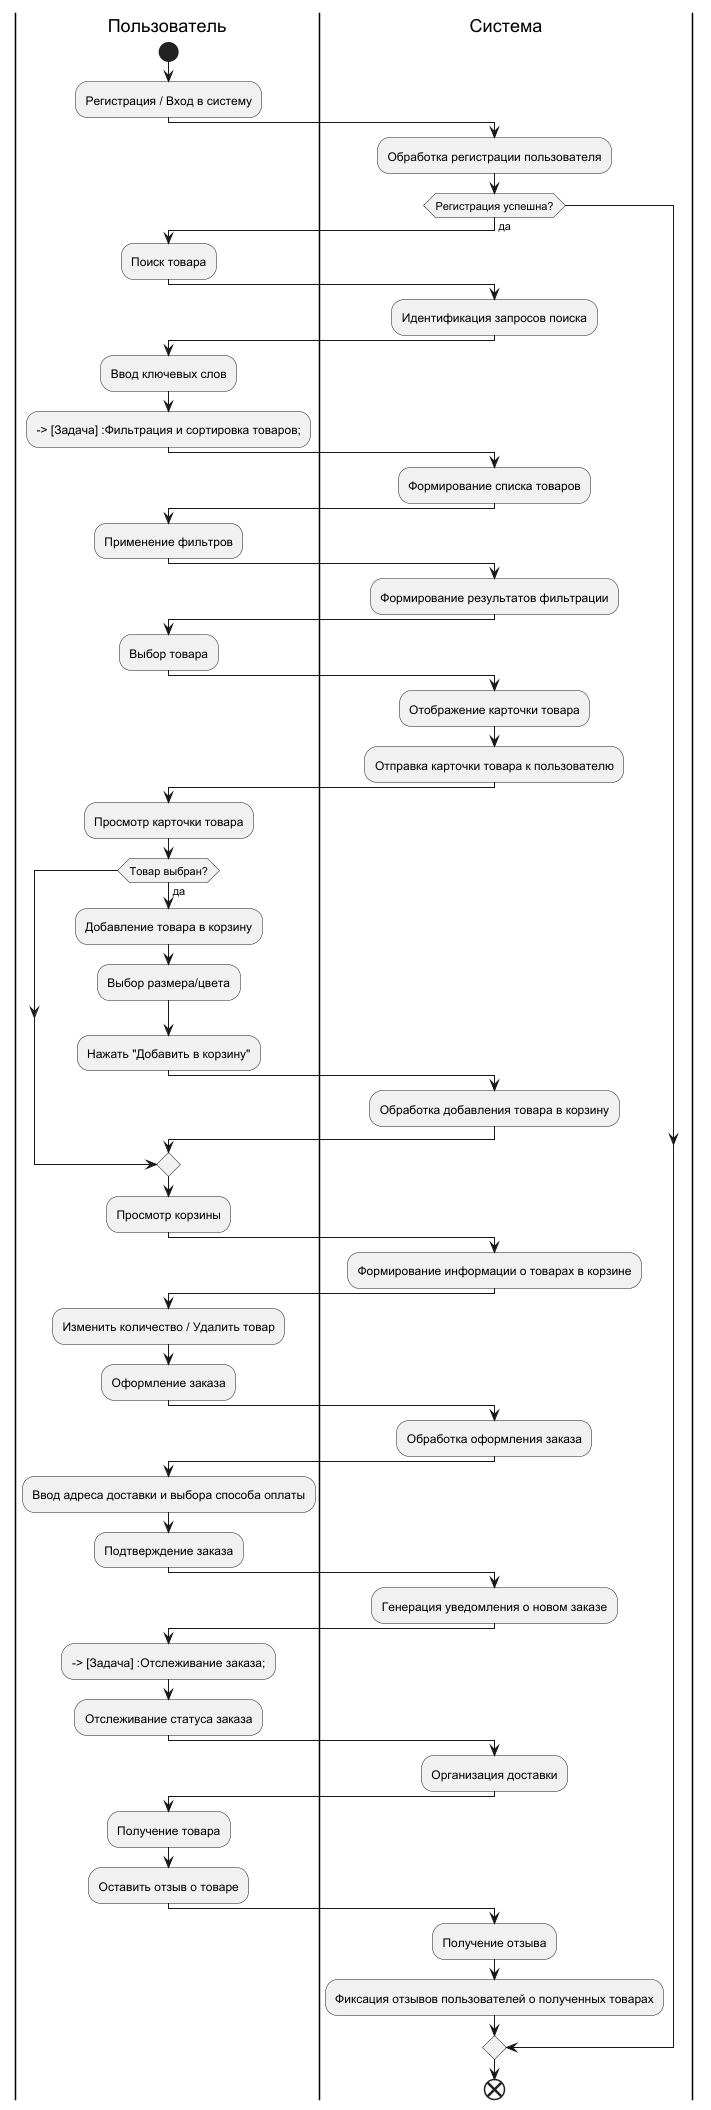 Пользователь
Система
Регистрация / Вход в систему
Обработка регистрации пользователя
Регистрация успешна?
да
Поиск товара
Идентификация запросов поиска
Ввод ключевых слов
-> [Задача] :Фильтрация и сортировка товаров;
Формирование списка товаров
Применение фильтров
Формирование результатов фильтрации
Выбор товара
Отображение карточки товара
Отправка карточки товара к пользователю
Просмотр карточки товара
Товар выбран?
да
Добавление товара в корзину
Выбор размера/цвета
Нажать "Добавить в корзину"
Обработка добавления товара в корзину
Просмотр корзины
Формирование информации о товарах в корзине
Изменить количество / Удалить товар
Оформление заказа
Обработка оформления заказа
Ввод адреса доставки и выбора способа оплаты
Подтверждение заказа
Генерация уведомления о новом заказе
-> [Задача] :Отслеживание заказа;
Отслеживание статуса заказа
Организация доставки
Получение товара
Оставить отзыв о товаре
Получение отзыва
Фиксация отзывов пользователей о полученных товарах